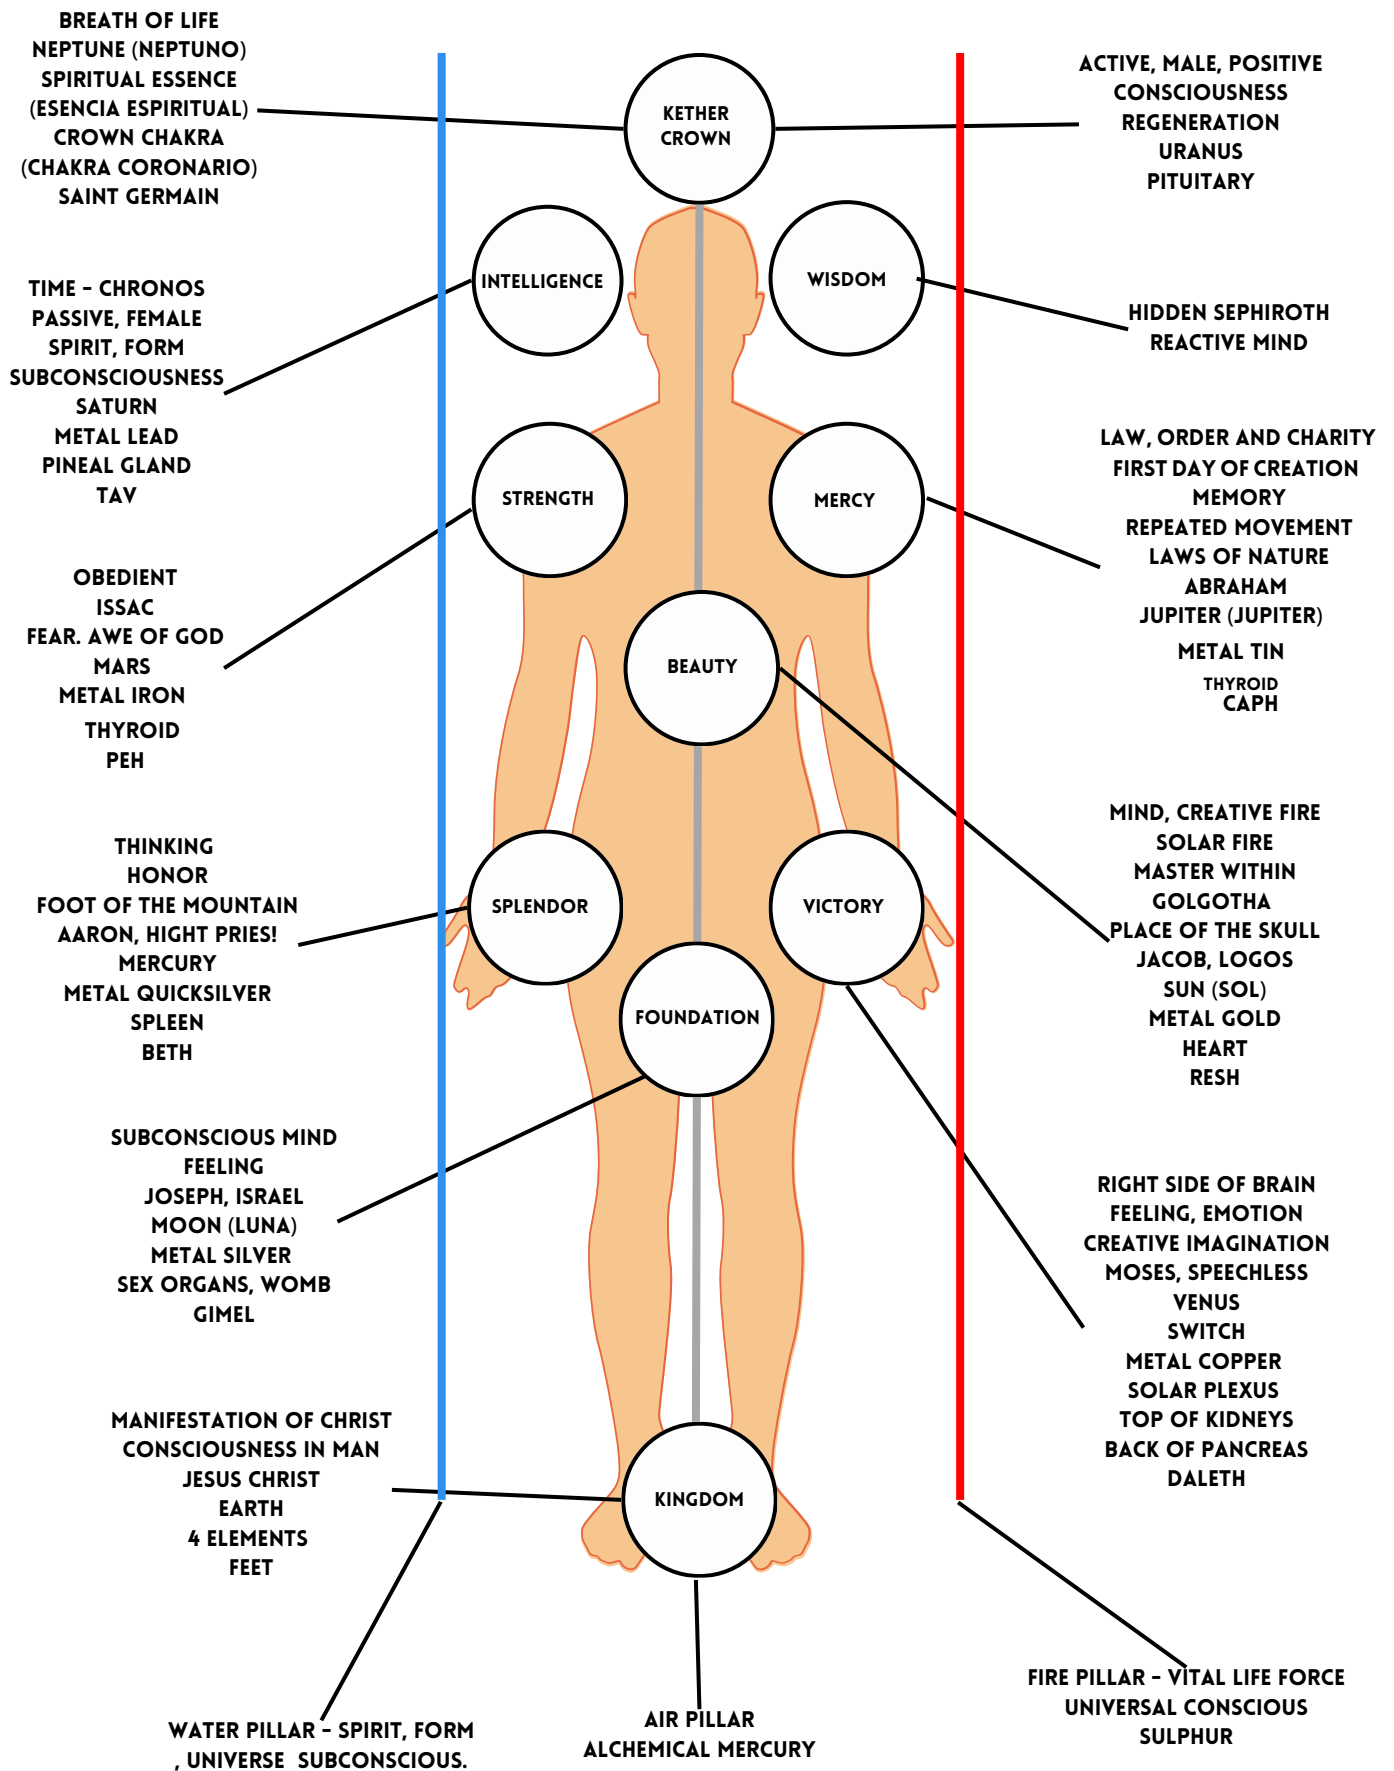 BREATH OF LIFE
NEPTUNE (NEPTUNO)
SPIRITUAL ESSENCE
(ESENCIA ESPIRITUAL)
CROWN CHAKRA
(CHAKRA CORONARIO)
SAINT GERMAIN
KETHER
CROWN
ACTIVE, MALE, POSITIVE
CONSCIOUSNESS
REGENERATION
URANUS
PITUITARY
INTELLIGENCE
WISDOM
TIME - CHRONOS
PASSIVE, FEMALE
SPIRIT, FORM
SUBCONSCIOUSNESS
SATURN
METAL LEAD
PINEAL GLAND
TAV
HIDDEN SEPHIROTH
REACTIVE MIND
STRENGTH
MERCY
LAW, ORDER AND CHARITY
FIRST DAY OF CREATION
MEMORY
REPEATED MOVEMENT
LAWS OF NATURE
ABRAHAM
JUPITER (JUPITER)
METAL TIN
THYROID
CAPH
OBEDIENT
ISSAC
FEAR. AWE OF GOD
MARS
METAL IRON
THYROID
PEH
BEAUTY
MIND, CREATIVE FIRE
SOLAR FIRE
MASTER WITHIN
GOLGOTHA
PLACE OF THE SKULL
JACOB, LOGOS
SUN (SOL)
METAL GOLD
HEART
RESH
THINKING
HONOR
FOOT OF THE MOUNTAIN
AARON, HIGHT PRIES!
MERCURY
METAL QUICKSILVER
SPLEEN
BETH
SPLENDOR
VICTORY
FOUNDATION
SUBCONSCIOUS MIND
FEELING
JOSEPH, ISRAEL
MOON (LUNA)
METAL SILVER
SEX ORGANS, WOMB
GIMEL
RIGHT SIDE OF BRAIN
FEELING, EMOTION
CREATIVE IMAGINATION
MOSES, SPEECHLESS
VENUS
SWITCH
METAL COPPER
SOLAR PLEXUS
TOP OF KIDNEYS
BACK OF PANCREAS
DALETH
MANIFESTATION OF CHRIST
CONSCIOUSNESS IN MAN
JESUS CHRIST
EARTH
4 ELEMENTS
FEET
KINGDOM
WATER PILLAR - SPIRIT, FORM
, UNIVERSE SUBCONSCIOUS.
AIR PILLAR
ALCHEMICAL MERCURY
FIRE PILLAR - VITAL LIFE FORCE
UNIVERSAL CONSCIOUS
SULPHUR